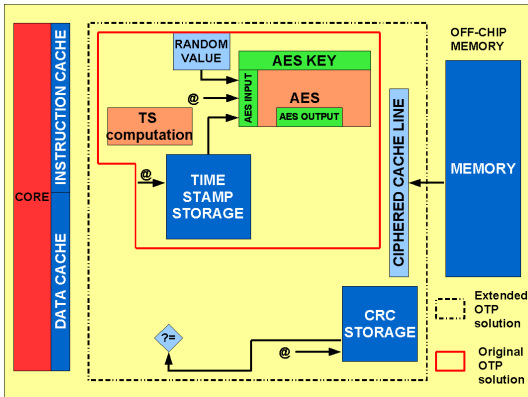 CORE
INSTRUCTION CACHE
DATA CACHE
RANDOM
VALUE
AES KEY
AES INPUT
AES
AES OUTPUT
@
TS
computation
@
TIME
STAMP
STORAGE
CIPHERED CACHE LINE
OFF-CHIP
MEMORY
MEMORY
CRC
STORAGE
@
?=
Extended
OTP
solution
Original
OTP
solution